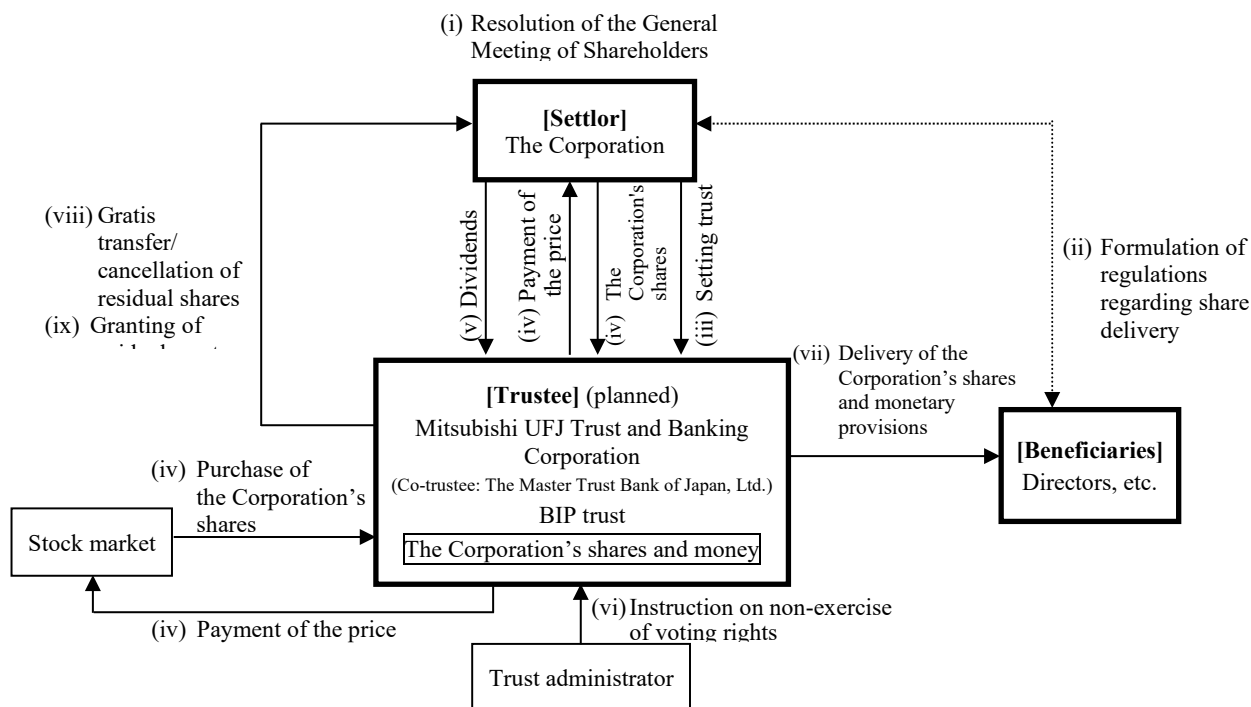 (i) Resolution of the General
Meeting of Shareholders
[Settlor]
The Corporation
(viii) Gratis
transfer/
cancellation of
residual shares
(ix) Granting of
(v) Dividends
(iv) Payment of
the price
(iv) The
Corporation's
shares
(iii) Setting trust
(ii) Formulation of
regulations
regarding share
delivery
(vii) Delivery of the
Corporation’s shares
and monetary
provisions
[Trustee] (planned)
Mitsubishi UFJ Trust and Banking
Corporation
(Co-trustee: The Master Trust Bank of Japan, Ltd.)
BIP trust
The Corporation’s shares and money
[Beneficiaries]
Directors, etc.
(iv) Purchase of
the Corporation’s
shares
Stock market
(iv) Payment of the price
(vi) Instruction on non-exercise
of voting rights
Trust administrator